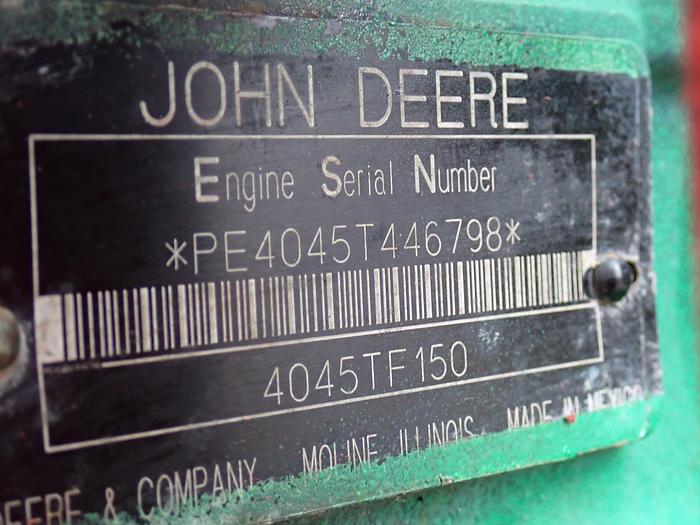 JOHN DEERE
Engine Serial Number
*PE4045T446798*
4045TF150
DEERE & COMPANY MOLINE ILLINOIS MADE IN MEXICO